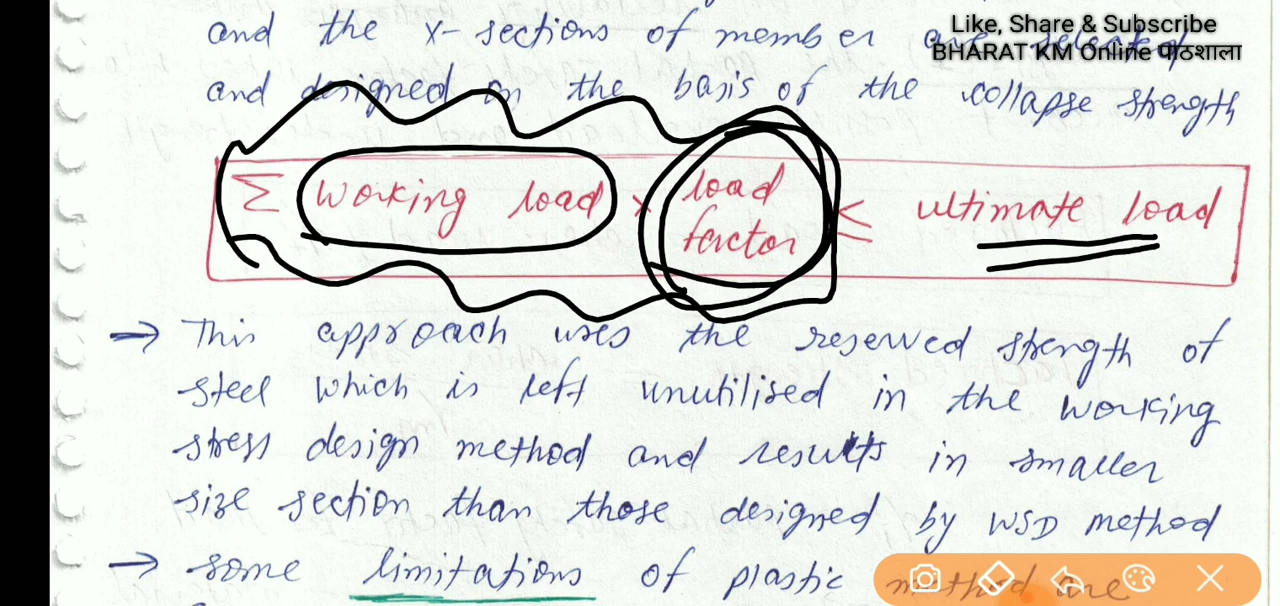 Like, Share & Subscribe
BHARAT KM Online पाठशाला
and the x-sections of member are selected
and designed on the basis of the collapse strength
Σ working load × load factor ≤ ultimate load
→ This approach uses the reserved strength of
steel which is left unutilised in the working
stress design method and results in smaller
size section than those designed by WSD method
→ some limitations of plastic method are